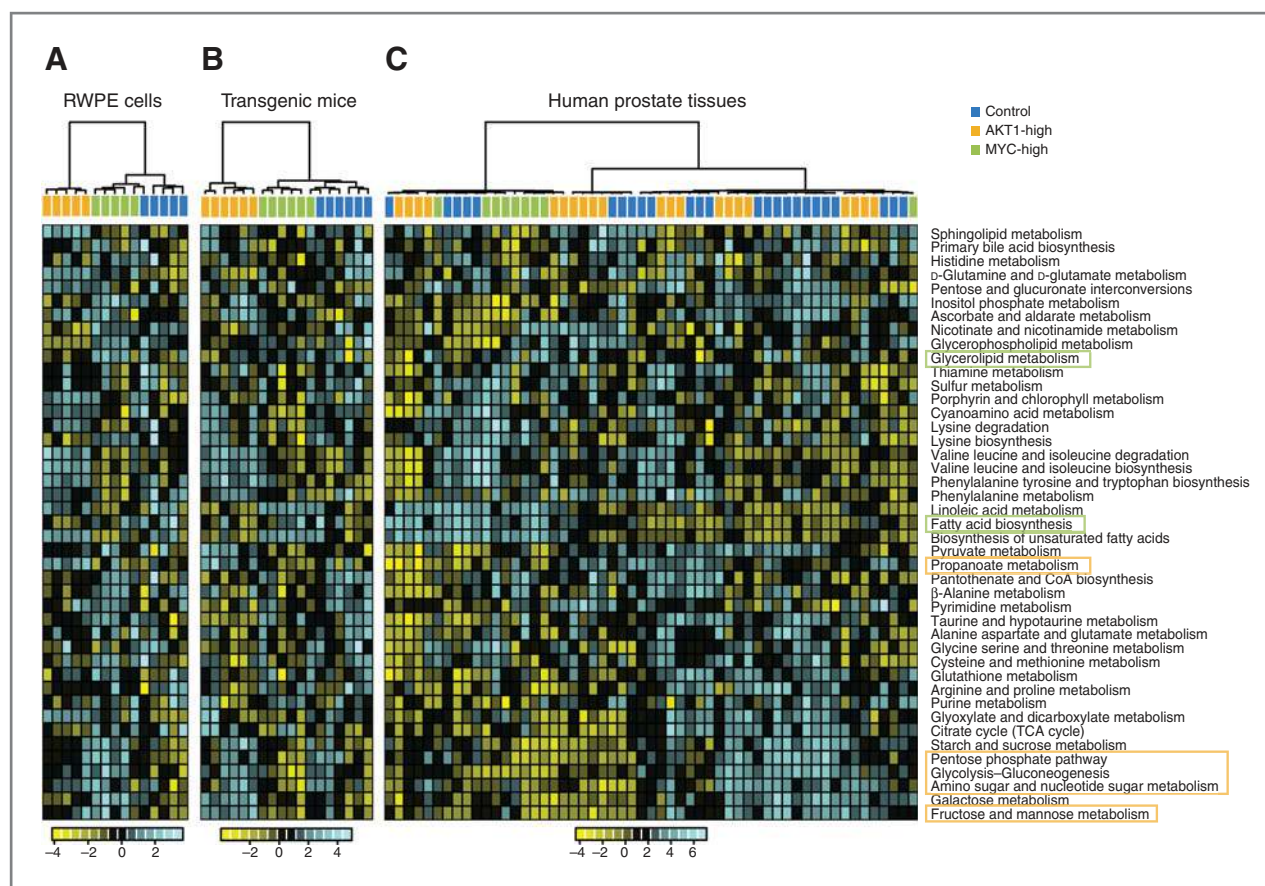 A
B
C
RWPE cells
Transgenic mice
Human prostate tissues
Control
AKT1-high
MYC-high
Sphingolipid metabolism
Primary bile acid biosynthesis
Histidine metabolism
D-Glutamine and D-glutamate metabolism
Pentose and glucuronate interconversions
Inositol phosphate metabolism
Ascorbate and aldarate metabolism
Nicotinate and nicotinamide metabolism
Glycerophospholipid metabolism
Glycerolipid metabolism
Thiamine metabolism
Sulfur metabolism
Porphyrin and chlorophyll metabolism
Cyanoamino acid metabolism
Lysine degradation
Lysine biosynthesis
Valine leucine and isoleucine degradation
Valine leucine and isoleucine biosynthesis
Phenylalanine tyrosine and tryptophan biosynthesis
Phenylalanine metabolism
Linoleic acid metabolism
Fatty acid biosynthesis
Biosynthesis of unsaturated fatty acids
Pyruvate metabolism
Propanoate metabolism
Pantothenate and CoA biosynthesis
β-Alanine metabolism
Pyrimidine metabolism
Taurine and hypotaurine metabolism
Alanine aspartate and glutamate metabolism
Glycine serine and threonine metabolism
Cysteine and methionine metabolism
Glutathione metabolism
Arginine and proline metabolism
Purine metabolism
Glyoxylate and dicarboxylate metabolism
Citrate cycle (TCA cycle)
Starch and sucrose metabolism
Pentose phosphate pathway
Glycolysis–Gluconeogenesis
Amino sugar and nucleotide sugar metabolism
Galactose metabolism
Fructose and mannose metabolism
–4 –2 0 2
–2 0 2 4
–4 –2 0 2 4 6